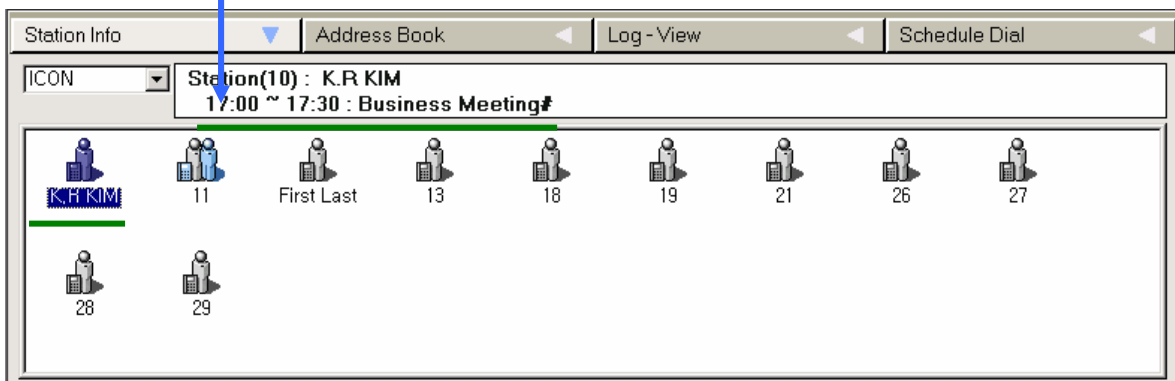 Station Info Address Book Log - View Schedule Dial
ICON
Station(10) : K.R KIM
17:00 ~ 17:30 : Business Meeting#
K.R KIM 11 First Last 13 18 19 21 26 27
28 29